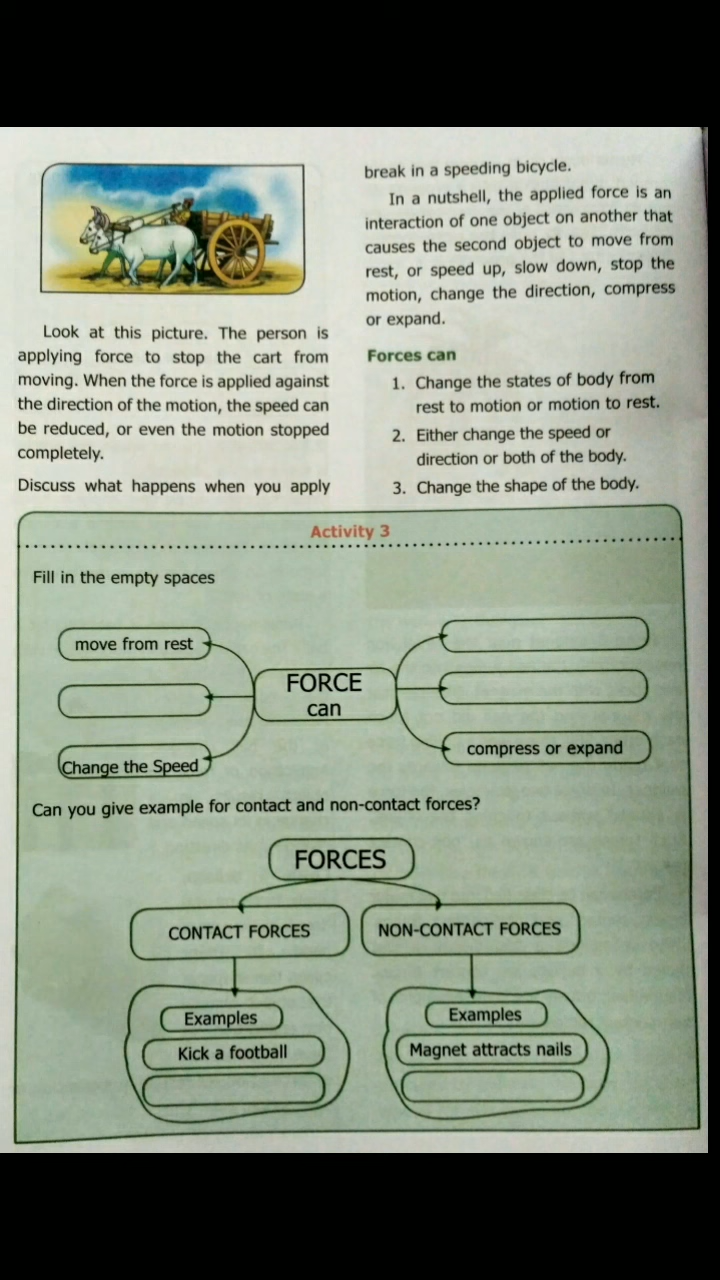 Look at this picture. The person is
applying force to stop the cart from
moving. When the force is applied against
the direction of the motion, the speed can
be reduced, or even the motion stopped
completely.
Discuss what happens when you apply
break in a speeding bicycle.
In a nutshell, the applied force is an
interaction of one object on another that
causes the second object to move from
rest, or speed up, slow down, stop the
motion, change the direction, compress
or expand.
Forces can
1. Change the states of body from
rest to motion or motion to rest.
2. Either change the speed or
direction or both of the body.
3. Change the shape of the body.
Activity 3
Fill in the empty spaces
move from rest
Change the Speed
FORCE
can
compress or expand
Can you give example for contact and non-contact forces?
FORCES
CONTACT FORCES
Examples
Kick a football
NON-CONTACT FORCES
Examples
Magnet attracts nails